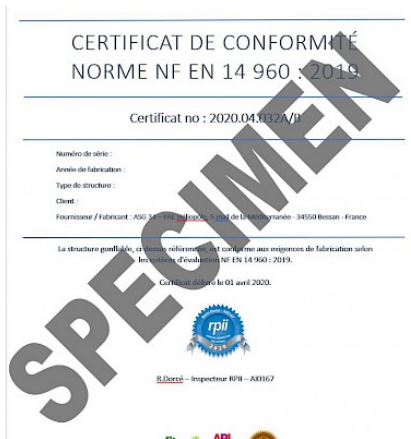 CERTIFICAT DE CONFORMITÉ
NORME NF EN 14 960 : 2019
Certificat no : 2020.04.032A/B
Numéro de série :
Année de fabrication :
Type de structure :
Client :
Fournisseur / Fabricant : ASG 34 – PAE Héliopole, 5 mail de la Méditerranée - 34550 Bessan - France
La structure gonflable, ci-dessus référencée, est conforme aux exigences de fabrication selon
les critères d'évaluation NF EN 14 960 : 2019.
Certificat délivré le 01 avril 2020.
rpii
R.Dorcé – Inspecteur RPII – AI0167
SPECIMEN